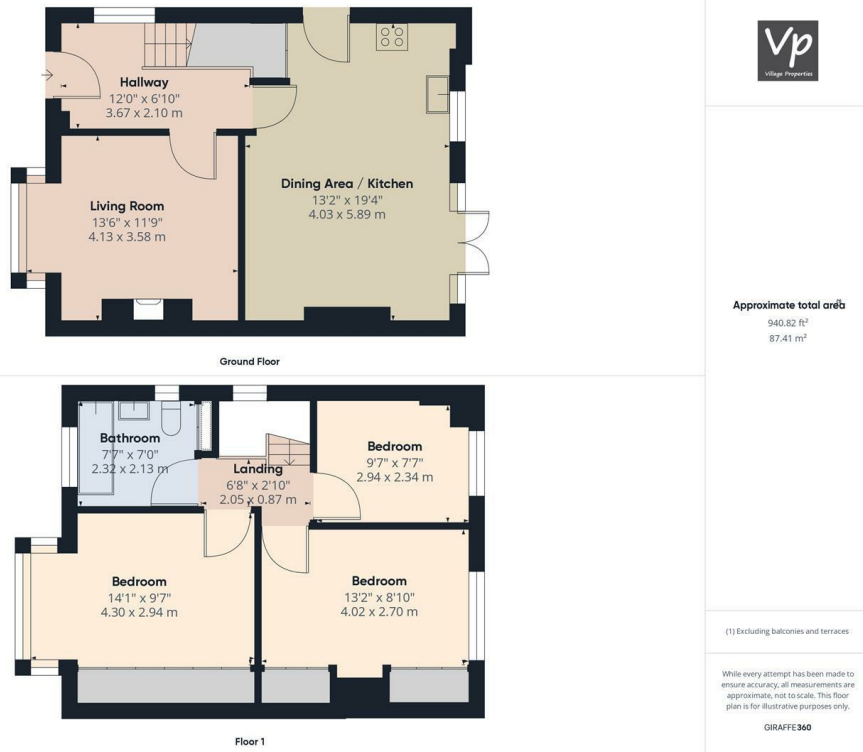 Hallway
12'0" x 6'10"
3.67 x 2.10 m
Living Room
13'6" x 11'9"
4.13 x 3.58 m
Dining Area / Kitchen
13'2" x 19'4"
4.03 x 5.89 m
Ground Floor
Bathroom
7'7" x 7'0"
2.32 x 2.13 m
Landing
6'8" x 2'10"
2.05 x 0.87 m
Bedroom
9'7" x 7'7"
2.94 x 2.34 m
Bedroom
14'1" x 9'7"
4.30 x 2.94 m
Bedroom
13'2" x 8'10"
4.02 x 2.70 m
Floor 1
Vp
Village Properties
Approximate total area
940.82 ft²
87.41 m²
(1) Excluding balconies and terraces
While every attempt has been made to
ensure accuracy, all measurements are
approximate, not to scale. This floor
plan is for illustrative purposes only.
GIRAFFE360